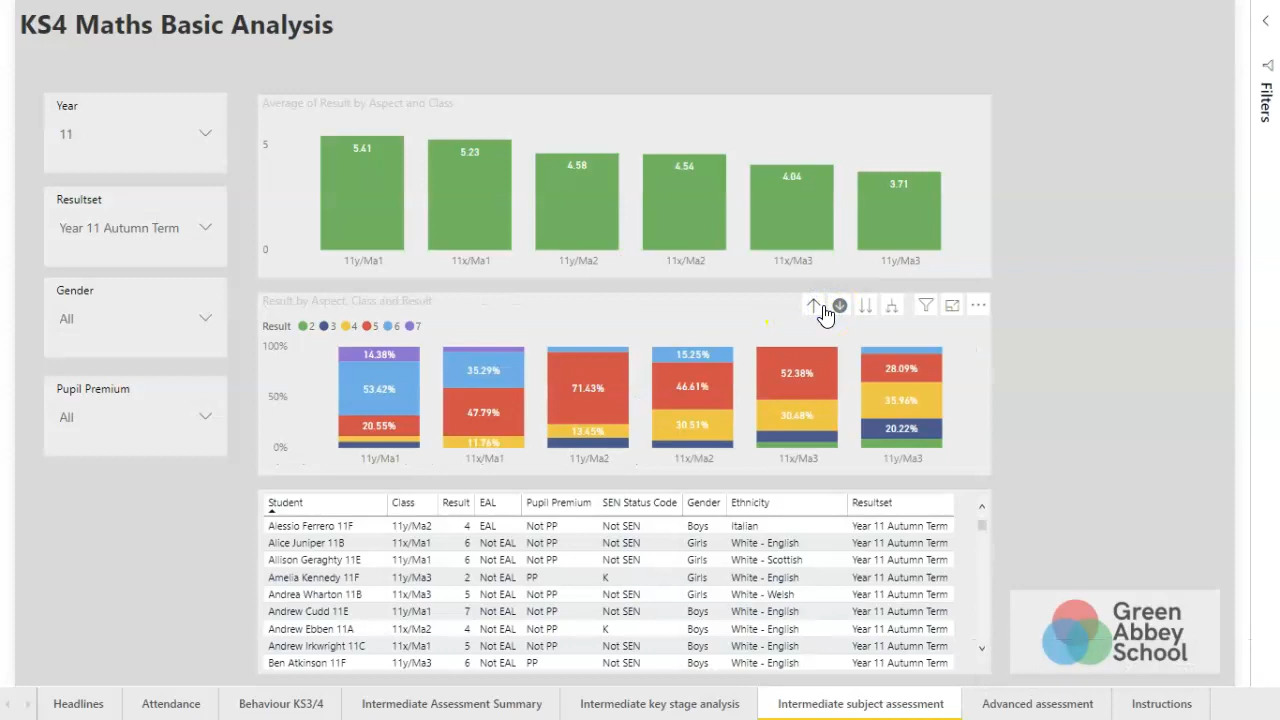 KS4 Maths Basic Analysis
Year
11
Resultset
Year 11 Autumn Term
Gender
All
Pupil Premium
All
Average of Result by Aspect and Class
5
0
5.41 5.23 4.58 4.54 4.04 3.71
11y/Ma1 11x/Ma1 11y/Ma2 11x/Ma2 11x/Ma3 11y/Ma3
Result by Aspect, Class and Result
Result 2 3 4 5 6 7
100%
50%
0%
14.38% 53.42% 20.55%
35.29% 47.79% 11.76%
71.43% 13.45%
15.25% 46.61% 30.51%
52.38% 30.48%
28.09% 35.96% 20.22%
11y/Ma1 11x/Ma1 11y/Ma2 11x/Ma2 11x/Ma3 11y/Ma3
Student Class Result EAL Pupil Premium SEN Status Code Gender Ethnicity Resultset
Alessio Ferrero 11F 11y/Ma2 4 EAL Not PP Not SEN Boys Italian Year 11 Autumn Term
Alice Juniper 11B 11x/Ma1 6 Not EAL Not PP Not SEN Girls White - English Year 11 Autumn Term
Allison Geraghty 11E 11y/Ma1 6 Not EAL Not PP Not SEN Girls White - Scottish Year 11 Autumn Term
Amelia Kennedy 11F 11y/Ma3 2 Not EAL PP K Girls White - English Year 11 Autumn Term
Andrea Wharton 11B 11x/Ma3 5 Not EAL Not PP Not SEN Girls White - Welsh Year 11 Autumn Term
Andrew Cudd 11E 11y/Ma1 7 Not EAL Not PP Not SEN Boys White - English Year 11 Autumn Term
Andrew Ebben 11A 11x/Ma2 4 Not EAL Not PP K Boys White - English Year 11 Autumn Term
Andrew Irkwright 11C 11x/Ma1 5 Not EAL Not PP Not SEN Boys White - English Year 11 Autumn Term
Ben Atkinson 11F 11y/Ma3 6 Not EAL PP Not SEN Boys White - English Year 11 Autumn Term
Green
Abbey
School
Filters
Headlines Attendance Behaviour KS3/4 Intermediate Assessment Summary Intermediate key stage analysis Intermediate subject assessment Advanced assessment Instructions